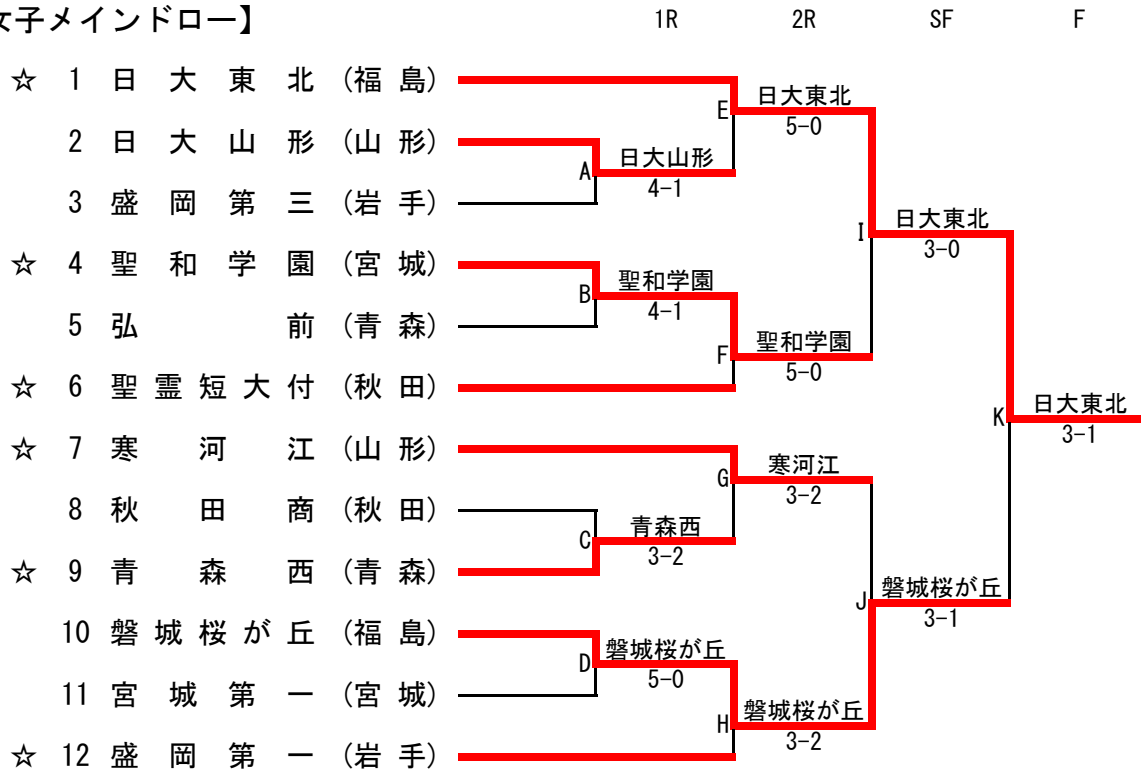 女子メインドロー】 1R 2R SF F
☆ 1 日大東北 (福島)
日大東北
E
5-0
2 日大山形 (山形)
日大山形
A
4-1
3 盛岡第三 (岩手)
日大東北
I
3-0
☆ 4 聖和学園 (宮城)
聖和学園
B
4-1
5 弘前 (青森)
聖和学園
F
5-0
☆ 6 聖霊短大付 (秋田)
日大東北
K
3-1
☆ 7 寒河江 (山形)
寒河江
G
3-2
8 秋田商 (秋田)
青森西
C
3-2
☆ 9 青森西 (青森)
磐城桜が丘
J
3-1
10 磐城桜が丘 (福島)
磐城桜が丘
D
5-0
11 宮城第一 (宮城)
磐城桜が丘
H
3-2
☆ 12 盛岡第一 (岩手)